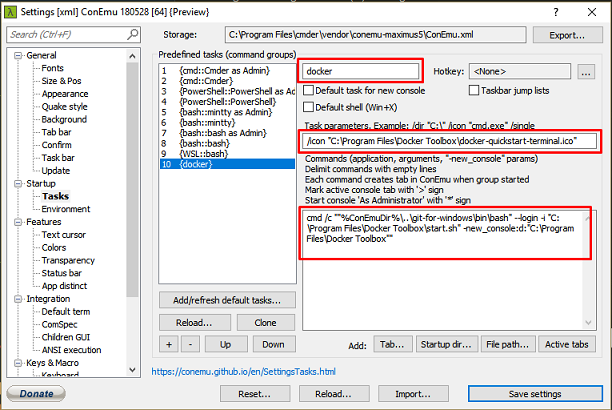 Settings [xml] ConEmu 180528 [64] {Preview}
Search (Ctrl+F)
Storage:
C:\Program Files\cmder\vendor\conemu-maximus5\ConEmu.xml
Export...
General
Fonts
Size & Pos
Appearance
Quake style
Background
Tab bar
Confirm
Task bar
Update
Startup
Tasks
Environment
Features
Text cursor
Colors
Transparency
Status bar
App distinct
Integration
Default term
ComSpec
Children GUI
ANSI execution
Keys & Macro
Keyboard
Predefined tasks (command groups)
1 {cmd::Cmder as Admin}
2 {cmd::Cmder}
3 {PowerShell::PowerShell as Admin}
4 {PowerShell::PowerShell}
5 {bash::mintty as Admin}
6 {bash::mintty}
7 {bash::bash as Admin}
8 {bash::bash}
9 {WSL::bash}
10 {docker}
Add/refresh default tasks...
Reload...
Clone
+
-
Up
Down
docker
Hotkey:
<None>
...
Default task for new console
Taskbar jump lists
Default shell (Win+X)
Task parameters. Example: /dir "C:\" /icon "cmd.exe" /single
/icon "C:\Program Files\Docker Toolbox\docker-quickstart-terminal.ico"
Commands (application, arguments, "-new_console" params)
Delimit commands with empty lines
Each command creates tab in ConEmu when group started
Mark active console tab with '>' sign
Start console 'As Administrator' with '*' sign
cmd /c ""%ConEmuDir%\..\git-for-windows\bin\bash" --login -i "C:
\Program Files\Docker Toolbox\start.sh" -new_console:d:"C:\Program
Files\Docker Toolbox""
Add:
Tab...
Startup dir...
File path...
Active tabs
https://conemu.github.io/en/SettingsTasks.html
Donate
Reset...
Reload...
Import...
Save settings